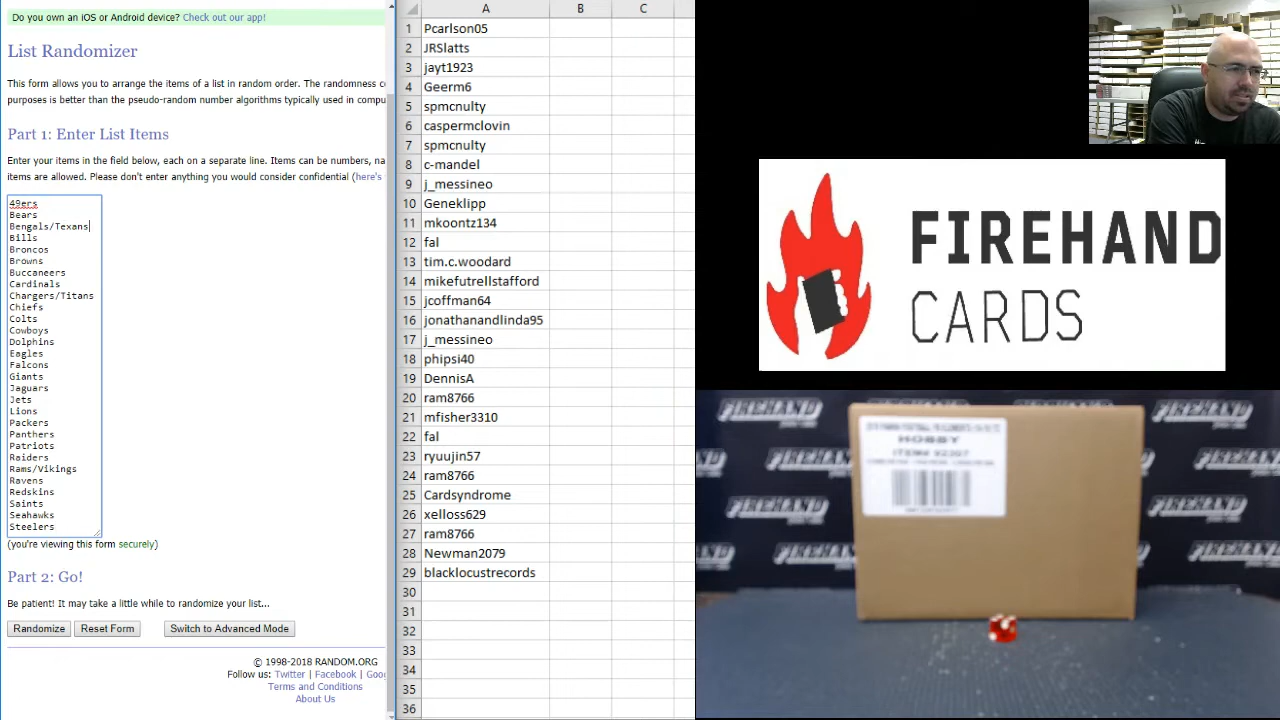 Do you own an iOS or Android device? Check out our app!
List Randomizer
This form allows you to arrange the items of a list in random order. The randomness c
purposes is better than the pseudo-random number algorithms typically used in compu
Part 1: Enter List Items
Enter your items in the field below, each on a separate line. Items can be numbers, na
items are allowed. Please don't enter anything you would consider confidential (here's
49ers
Bears
Bengals/Texans
Bills
Broncos
Browns
Buccaneers
Cardinals
Chargers/Titans
Chiefs
Colts
Cowboys
Dolphins
Eagles
Falcons
Giants
Jaguars
Jets
Lions
Packers
Panthers
Patriots
Raiders
Rams/Vikings
Ravens
Redskins
Saints
Seahawks
Steelers
(you're viewing this form securely)
Part 2: Go!
Be patient! It may take a little while to randomize your list...
Randomize
Reset Form
Switch to Advanced Mode
© 1998-2018 RANDOM.ORG
Follow us: Twitter | Facebook | Goog
Terms and Conditions
About Us
A B C
1 Pcarlson05
2 JRSlatts
3 jayt1923
4 Geerm6
5 spmcnulty
6 caspermclovin
7 spmcnulty
8 c-mandel
9 j_messineo
10 Geneklipp
11 mkoontz134
12 fal
13 tim.c.woodard
14 mikefutrellstafford
15 jcoffman64
16 jonathanandlinda95
17 j_messineo
18 phipsi40
19 DennisA
20 ram8766
21 mfisher3310
22 fal
23 ryuujin57
24 ram8766
25 Cardsyndrome
26 xelloss629
27 ram8766
28 Newman2079
29 blacklocustrecords
30
31
32
33
34
35
36
FIREHAND
CARDS
HOBBY
FIREHAND
FIREHAND